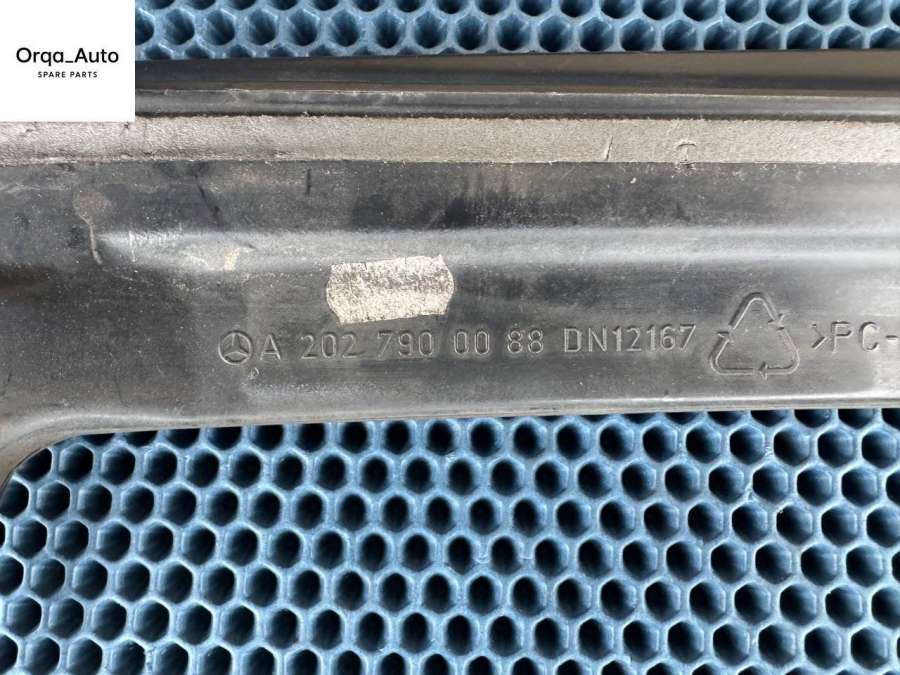 Orqa_Auto
SPARE PARTS
A 202 790 00 88 DN12167 >PC-